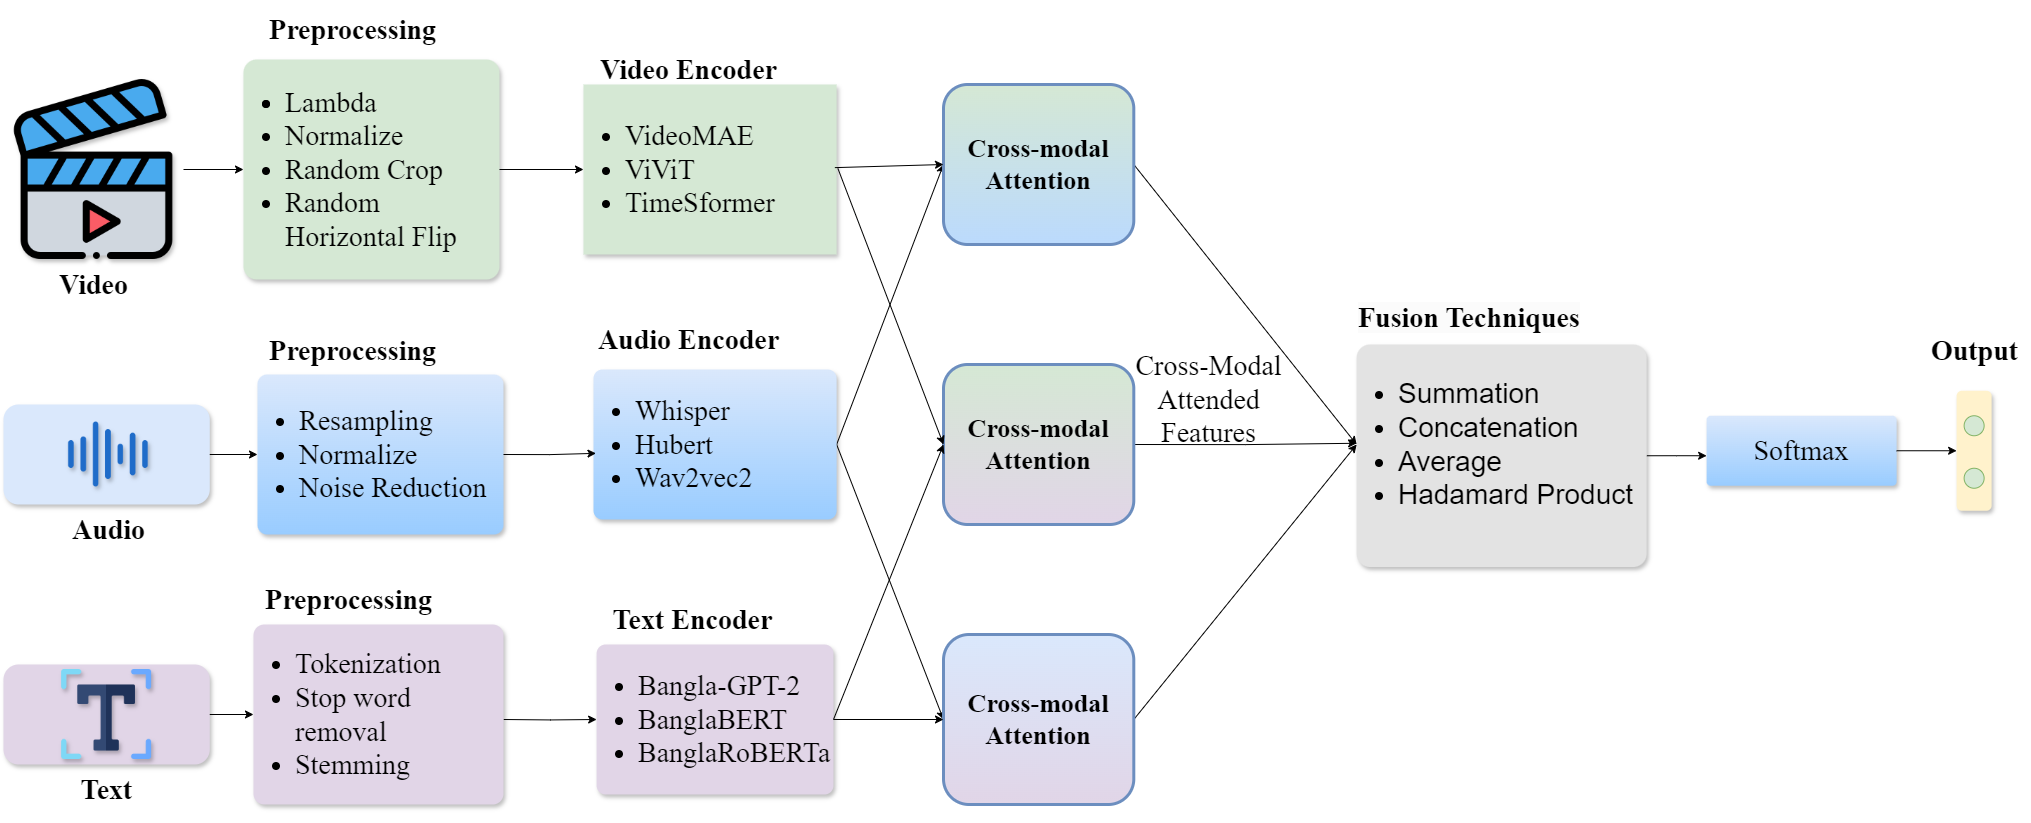 Preprocessing
Lambda
Normalize
Random Crop
Random
Horizontal Flip
Video
Video Encoder
VideoMAE
ViViT
TimeSformer
Cross-modal
Attention
Preprocessing
Resampling
Normalize
Noise Reduction
Audio
Audio Encoder
Whisper
Hubert
Wav2vec2
Cross-modal
Attention
Cross-Modal
Attended
Features
Preprocessing
Tokenization
Stop word
removal
Stemming
Text
Text Encoder
Bangla-GPT-2
BanglaBERT
BanglaRoBERTa
Cross-modal
Attention
Fusion Techniques
Summation
Concatenation
Average
Hadamard Product
Softmax
Output